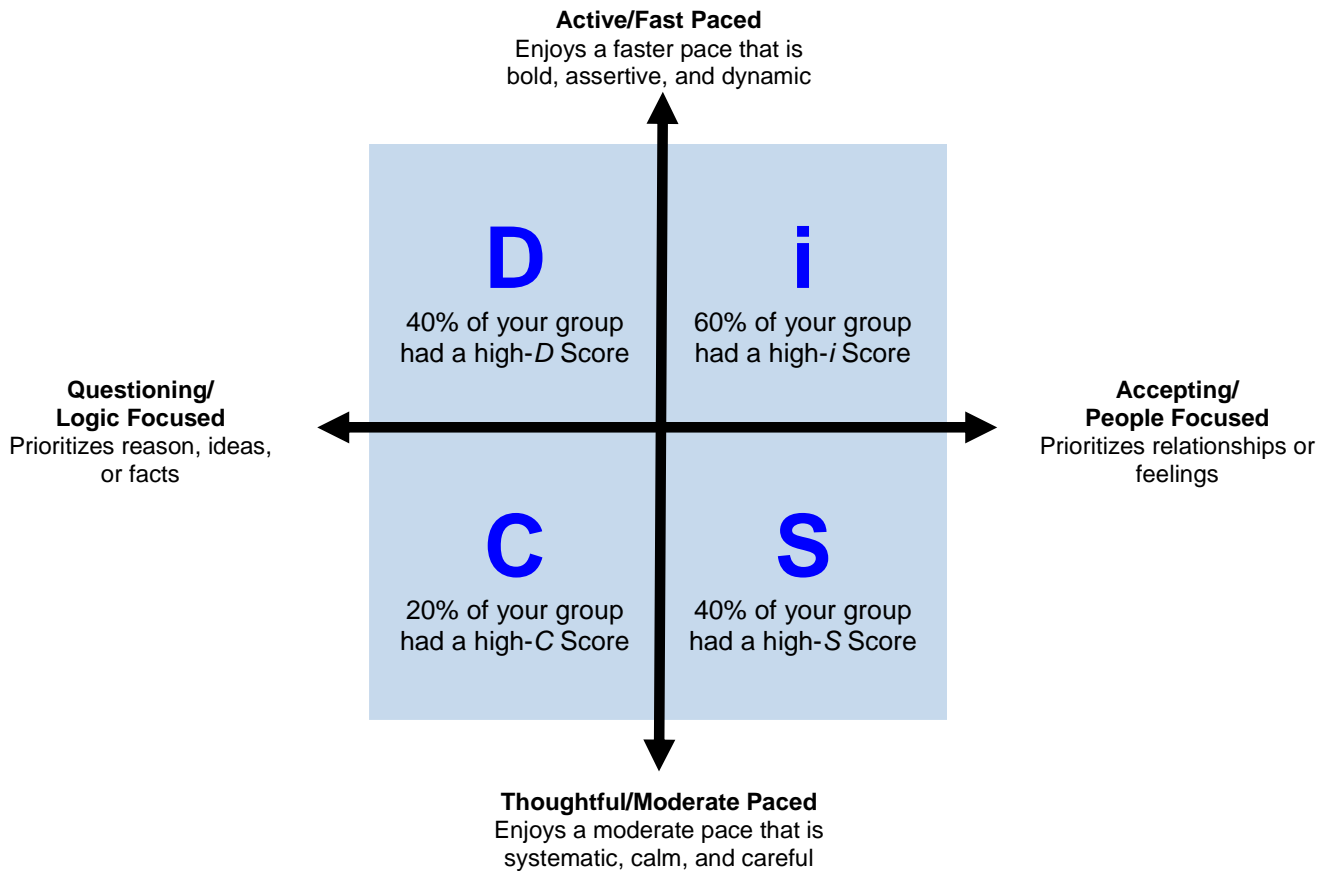 Active/Fast Paced
Enjoys a faster pace that is
bold, assertive, and dynamic
D
40% of your group
had a high-D Score
i
60% of your group
had a high-i Score
Questioning/
Logic Focused
Prioritizes reason, ideas,
or facts
Accepting/
People Focused
Prioritizes relationships or
feelings
C
20% of your group
had a high-C Score
S
40% of your group
had a high-S Score
Thoughtful/Moderate Paced
Enjoys a moderate pace that is
systematic, calm, and careful